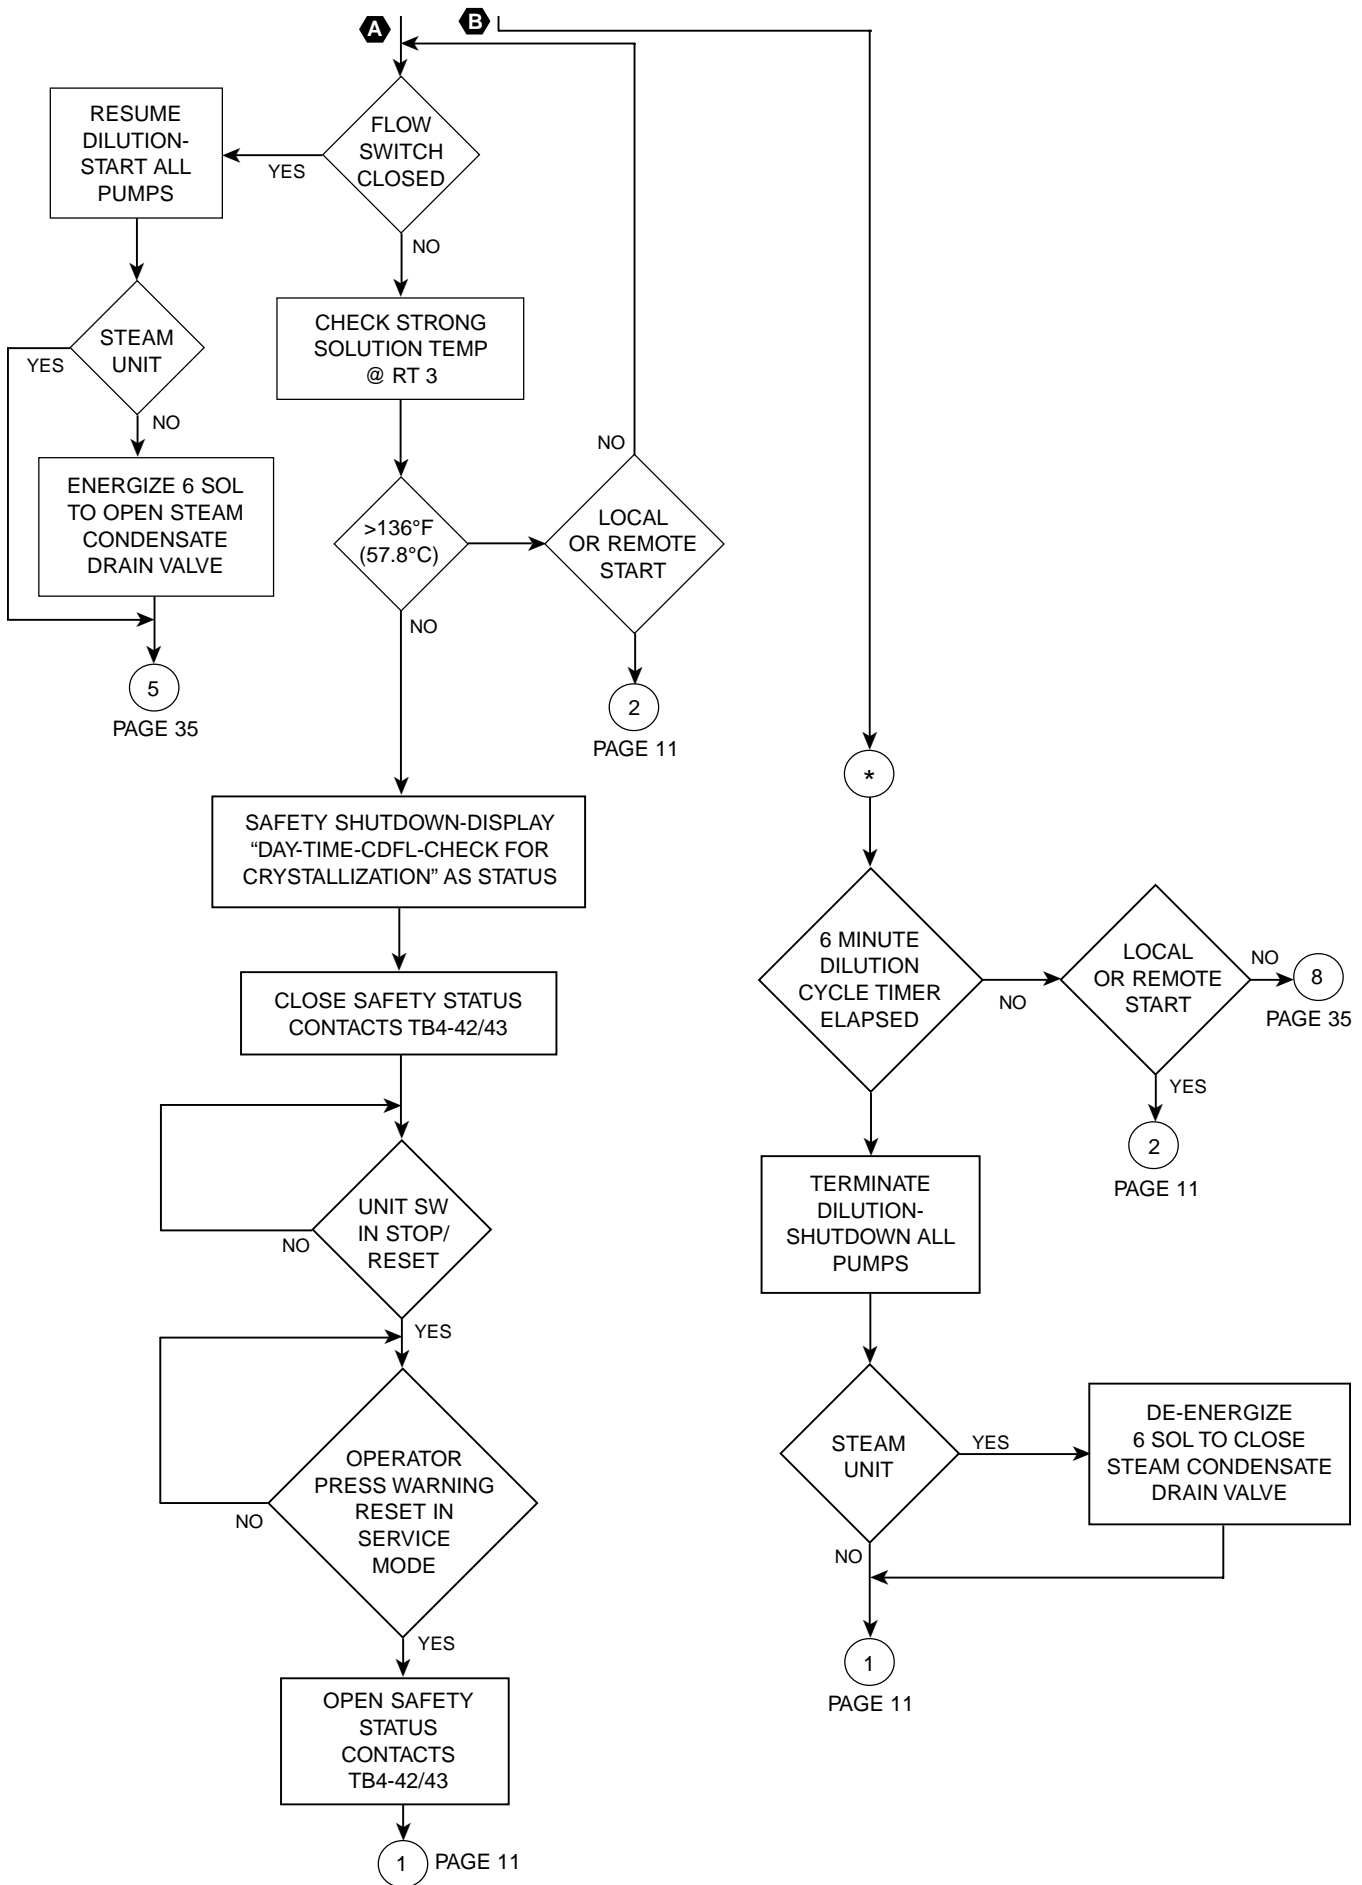 A
B
FLOW
SWITCH
CLOSED
YES
NO
RESUME
DILUTION-
START ALL
PUMPS
STEAM
UNIT
YES
NO
ENERGIZE 6 SOL
TO OPEN STEAM
CONDENSATE
DRAIN VALVE
5
PAGE 35
CHECK STRONG
SOLUTION TEMP
@ RT 3
>136°F
(57.8°C)
NO
NO
LOCAL
OR REMOTE
START
2
PAGE 11
SAFETY SHUTDOWN-DISPLAY
“DAY-TIME-CDFL-CHECK FOR
CRYSTALLIZATION” AS STATUS
CLOSE SAFETY STATUS
CONTACTS TB4-42/43
UNIT SW
IN STOP/
RESET
NO
YES
OPERATOR
PRESS WARNING
RESET IN
SERVICE
MODE
NO
YES
OPEN SAFETY
STATUS
CONTACTS
TB4-42/43
1 PAGE 11
*
6 MINUTE
DILUTION
CYCLE TIMER
ELAPSED
NO
LOCAL
OR REMOTE
START
NO
8
PAGE 35
YES
2
PAGE 11
TERMINATE
DILUTION-
SHUTDOWN ALL
PUMPS
STEAM
UNIT
YES
DE-ENERGIZE
6 SOL TO CLOSE
STEAM CONDENSATE
DRAIN VALVE
NO
1
PAGE 11